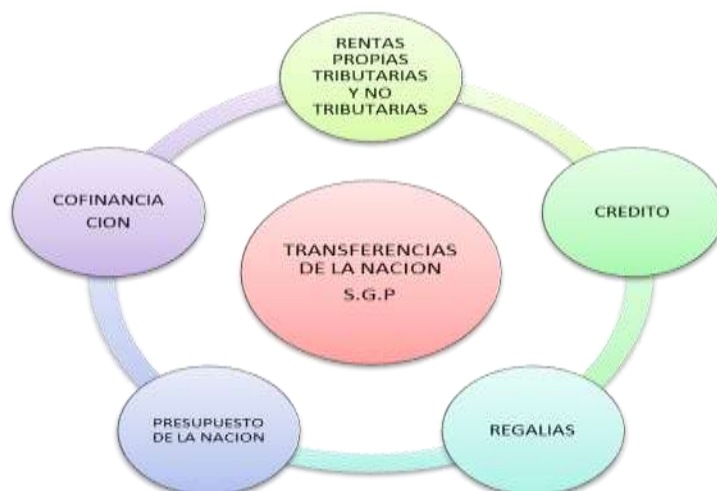 RENTAS
PROPIAS
TRIBUTARIAS
Y NO
TRIBUTARIAS
COFINANCIA
CION
CREDITO
TRANSFERENCIAS
DE LA NACION
S.G.P
PRESUPUESTO
DE LA NACION
REGALIAS